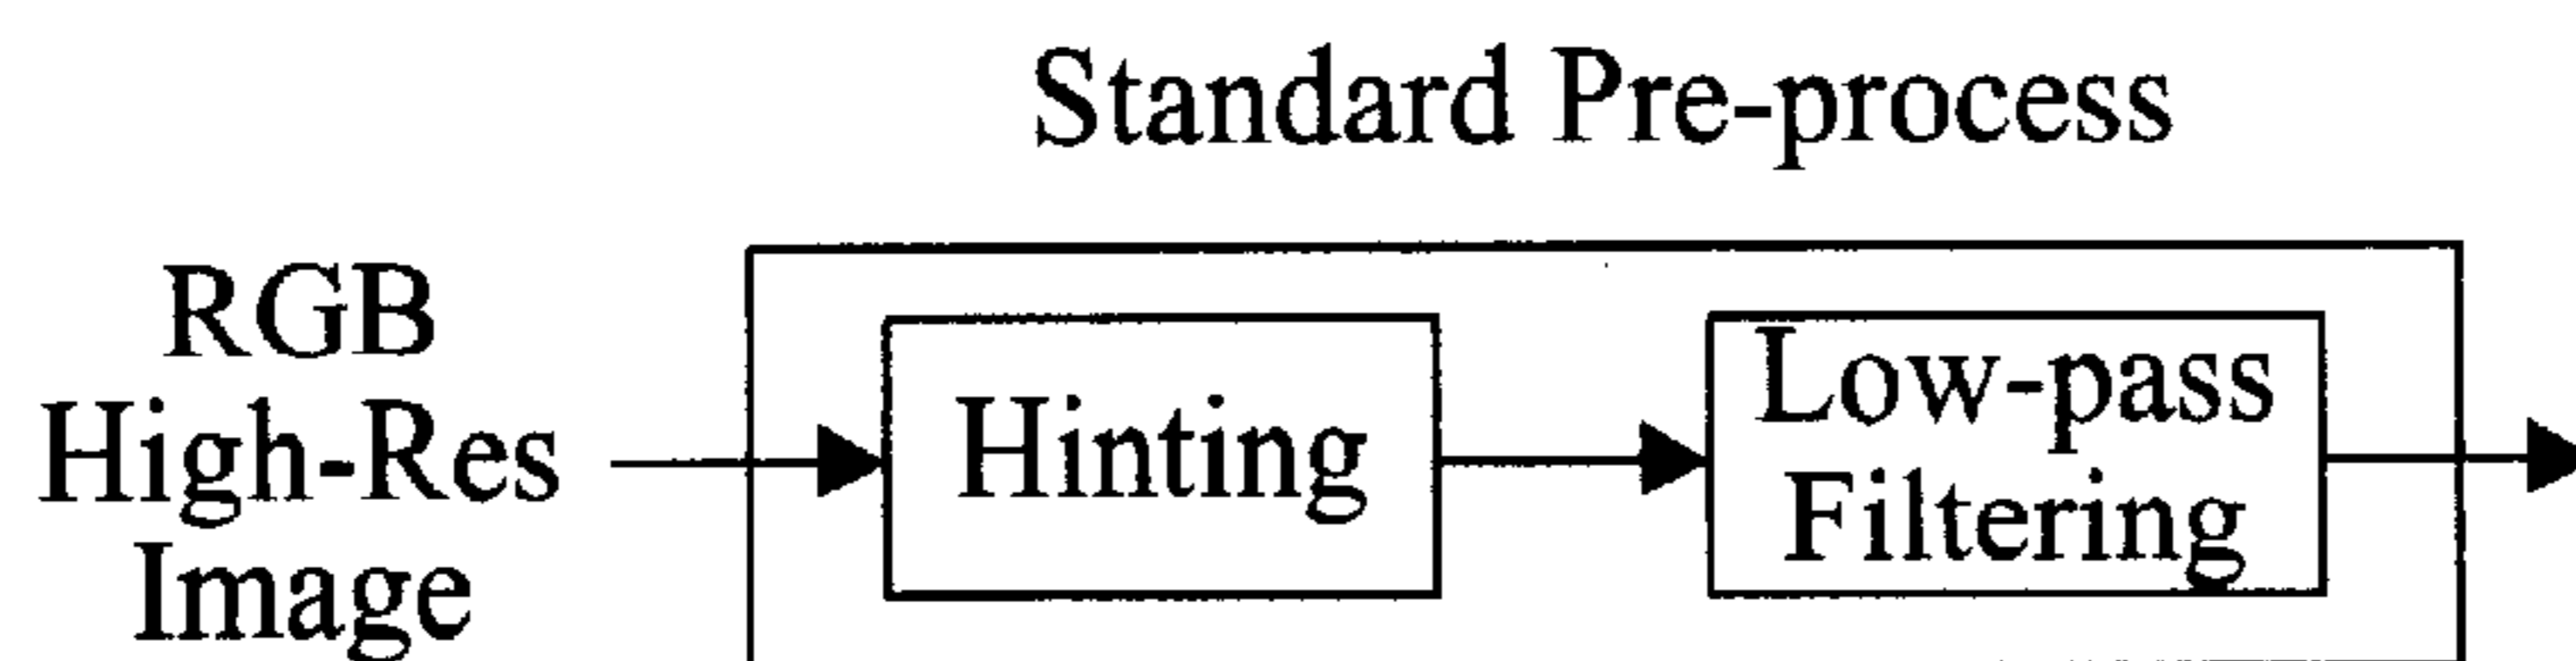 Standard Pre-process
RGB
High-Res
Image
Hinting
Low-pass
Filtering